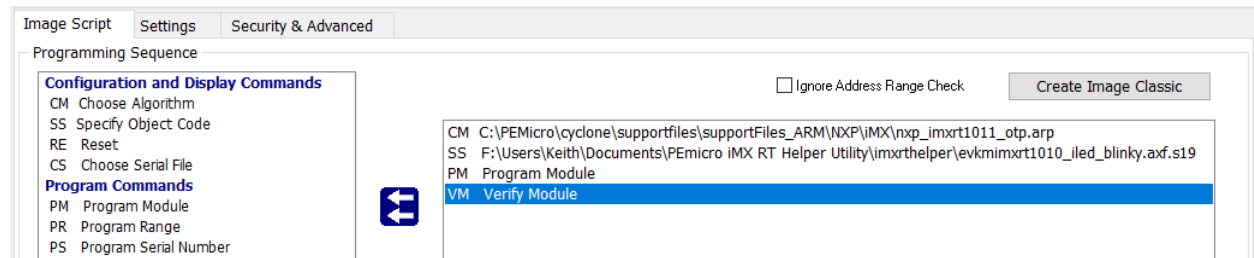 Image Script Settings Security & Advanced
Programming Sequence
Configuration and Display Commands
CM Choose Algorithm
SS Specify Object Code
RE Reset
CS Choose Serial File
Program Commands
PM Program Module
PR Program Range
PS Program Serial Number
Ignore Address Range Check
Create Image Classic
CM C:\PEMicro\cyclone\supportfiles\supportFiles_ARM\NXP\iMX\nxp_imxrt1011_otp.arp
SS F:\Users\Keith\Documents\PEmicro iMX RT Helper Utility\imxrthelper\evkmimxrt1010_iled_blinky.axf.s19
PM Program Module
VM Verify Module